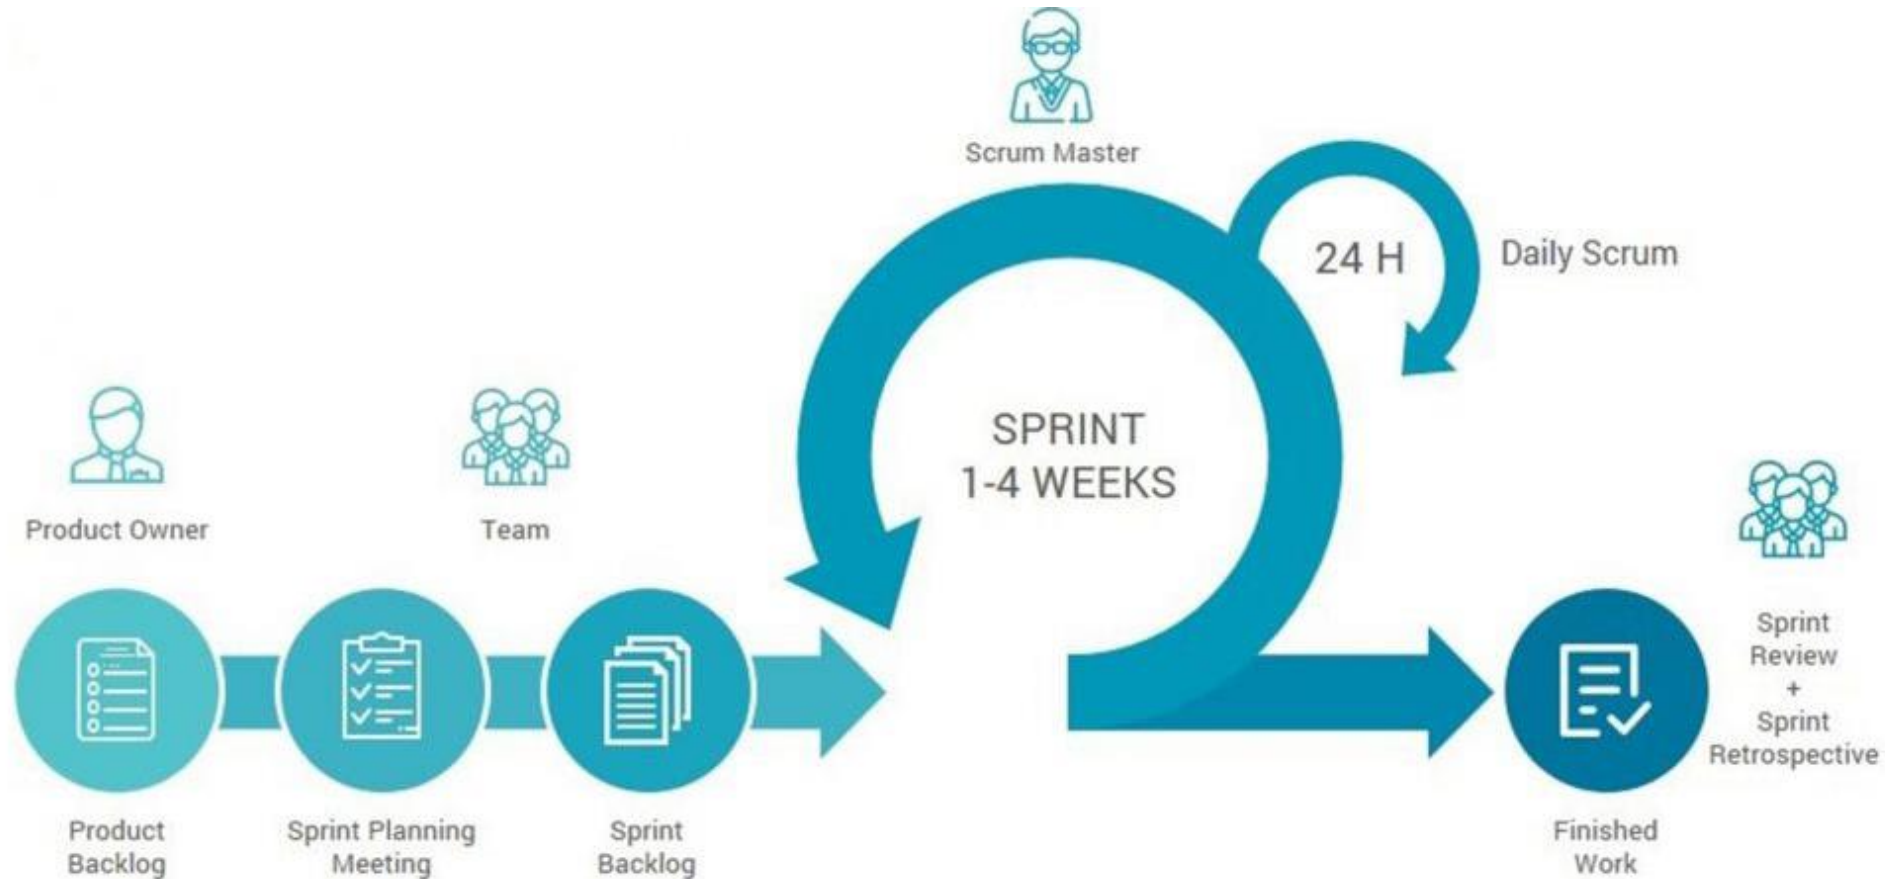 Scrum Master
24 H
Daily Scrum
SPRINT
1-4 WEEKS
Product Owner
Team
Sprint
Review
+
Sprint
Retrospective
Product
Backlog
Sprint Planning
Meeting
Sprint
Backlog
Finished
Work